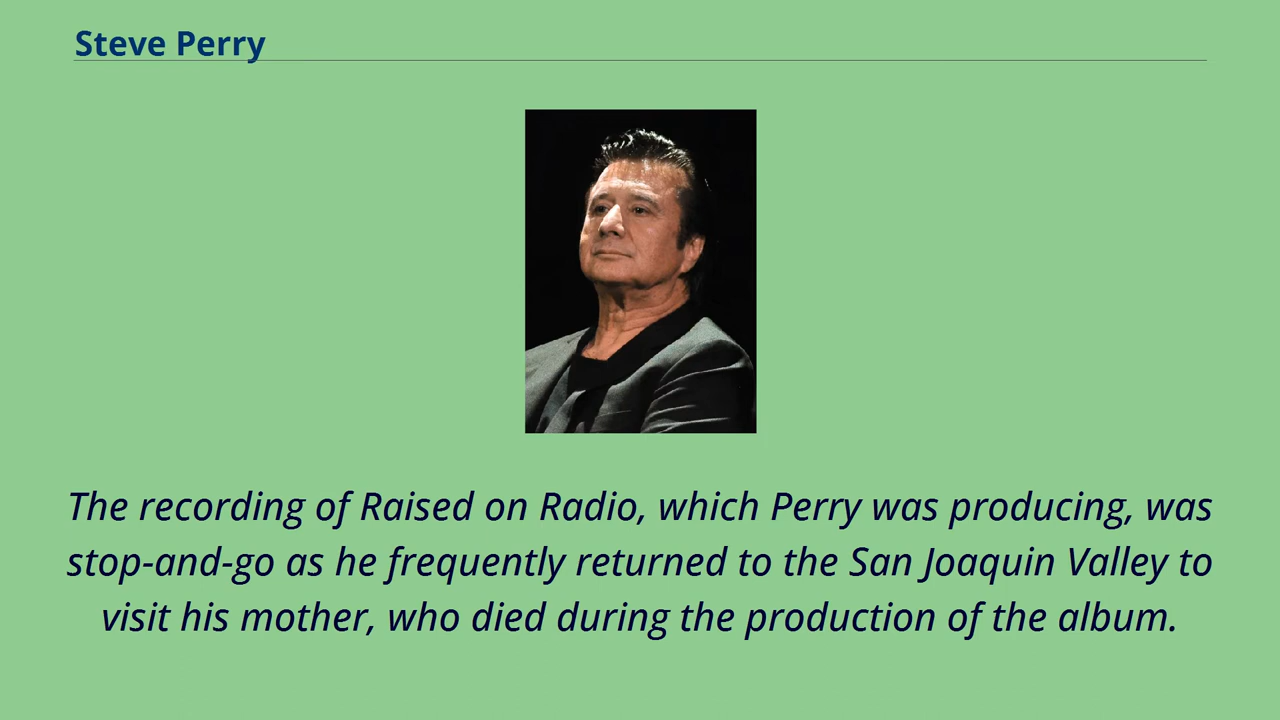 Steve Perry
The recording of Raised on Radio, which Perry was producing, was
stop-and-go as he frequently returned to the San Joaquin Valley to
visit his mother, who died during the production of the album.